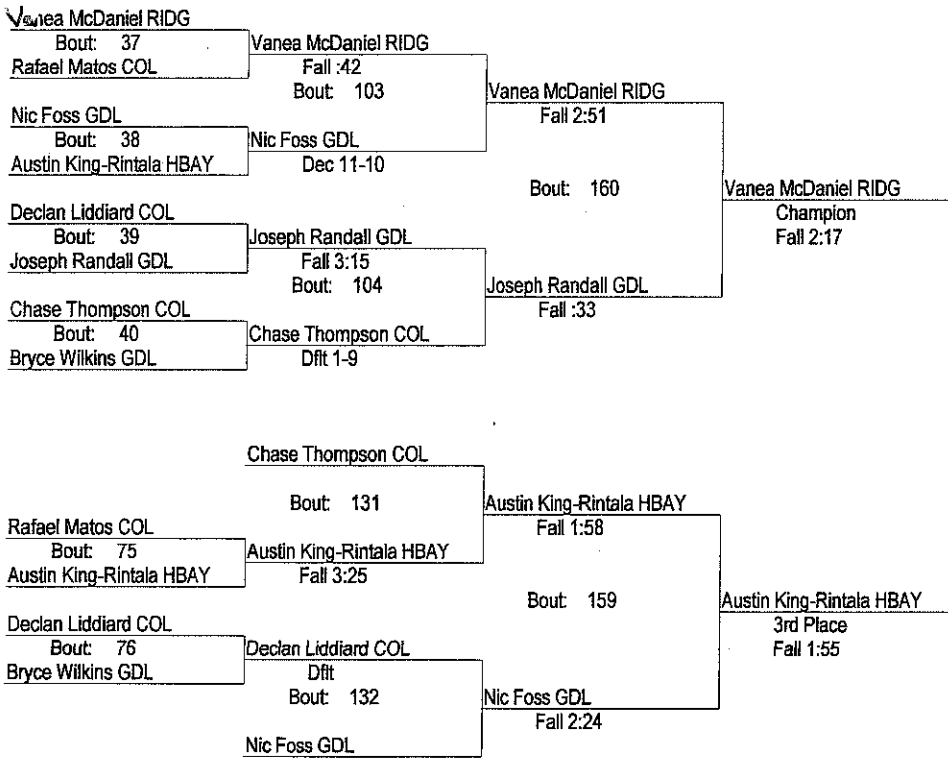 Vanea McDaniel RIDG
Bout: 37
Rafael Matos COL
Vanea McDaniel RIDG
Fall :42
Bout: 103
Nic Foss GDL
Bout: 38
Austin King-Rintala HBAY
Nic Foss GDL
Dec 11-10
Vanea McDaniel RIDG
Fall 2:51
Bout: 160
Declan Liddiard COL
Bout: 39
Joseph Randall GDL
Joseph Randall GDL
Fall 3:15
Bout: 104
Chase Thompson COL
Bout: 40
Bryce Wilkins GDL
Chase Thompson COL
Dflt 1-9
Joseph Randall GDL
Fall :33
Vanea McDaniel RIDG
Champion
Fall 2:17
Chase Thompson COL
Bout: 131
Rafael Matos COL
Bout: 75
Austin King-Rintala HBAY
Austin King-Rintala HBAY
Fall 3:25
Austin King-Rintala HBAY
Fall 1:58
Bout: 159
Declan Liddiard COL
Bout: 76
Bryce Wilkins GDL
Declan Liddiard COL
Dflt
Bout: 132
Nic Foss GDL
Nic Foss GDL
Fall 2:24
Austin King-Rintala HBAY
3rd Place
Fall 1:55